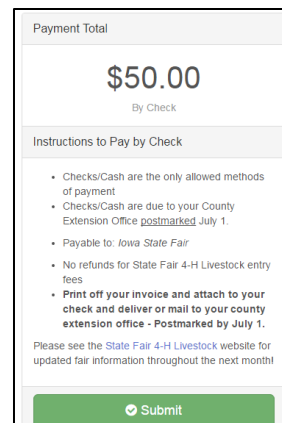 Payment Total
$50.00
By Check
Instructions to Pay by Check
• Checks/Cash are the only allowed methods
of payment
• Checks/Cash are due to your County
Extension Office postmarked July 1.
• Payable to: Iowa State Fair
• No refunds for State Fair 4-H Livestock entry
fees
• Print off your invoice and attach to your
check and deliver or mail to your county
extension office - Postmarked by July 1.
Please see the State Fair 4-H Livestock website for
updated fair information throughout the next month!
Submit